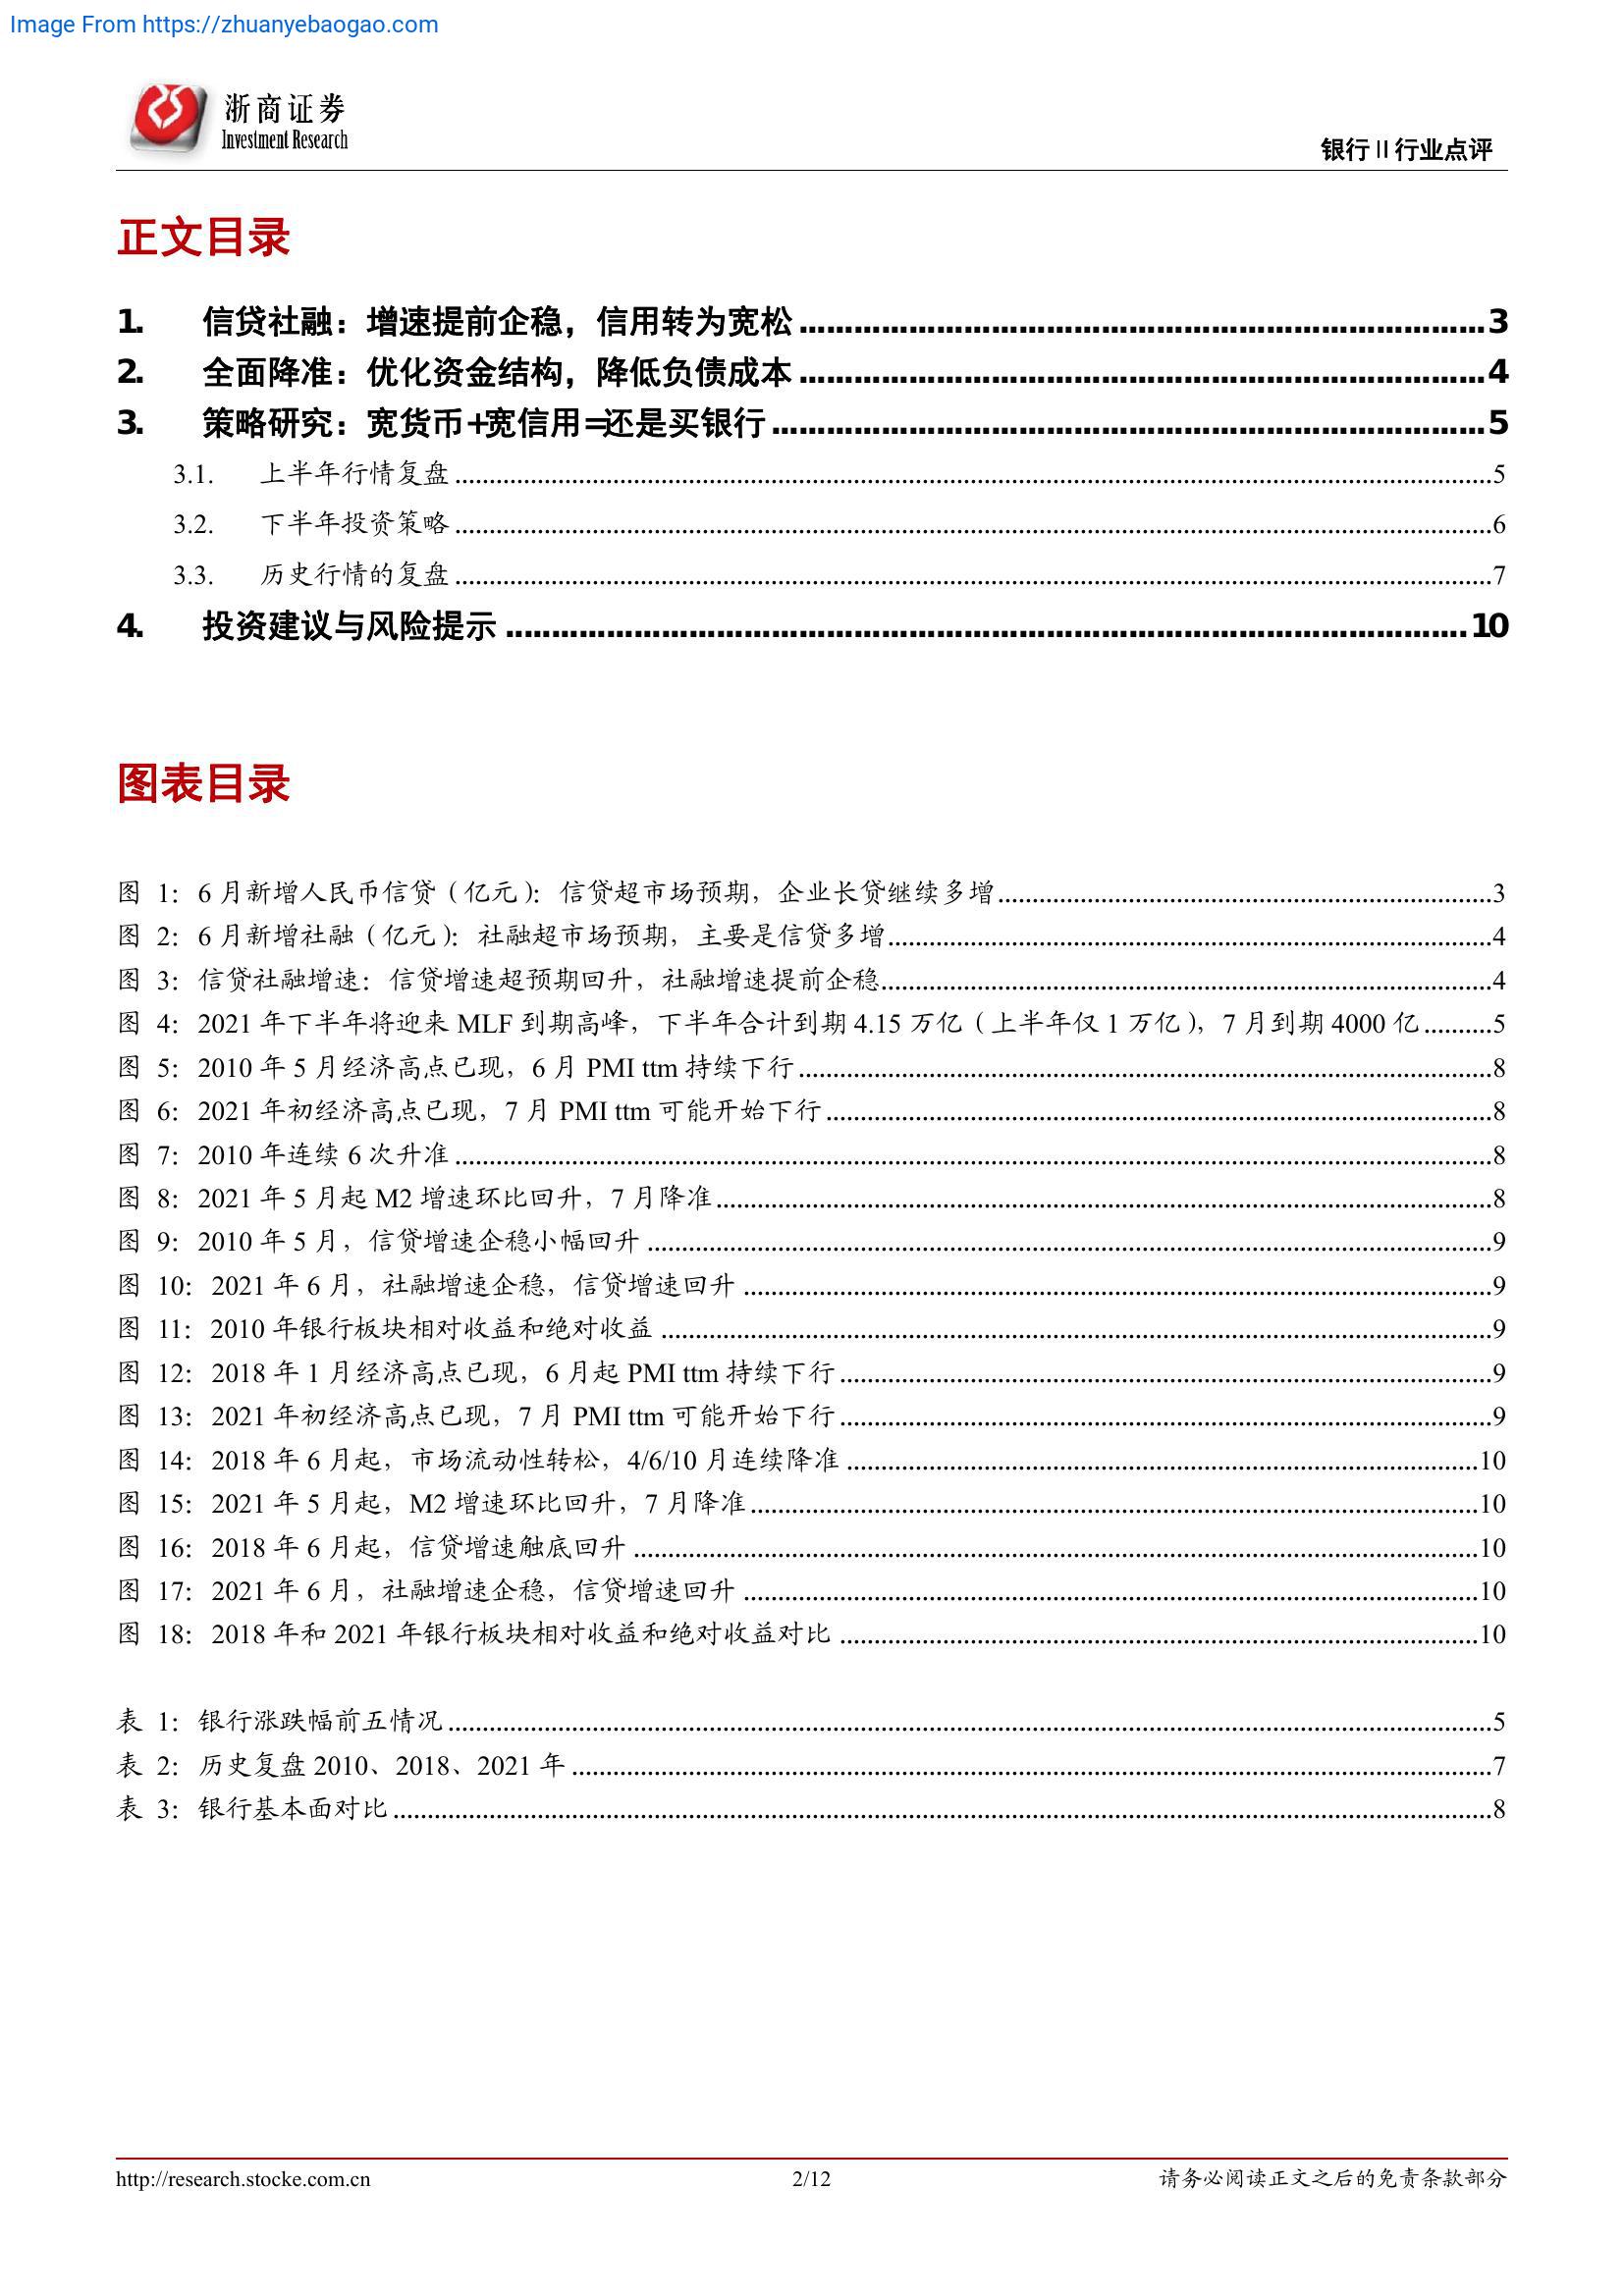 Image From https://zhuanyebaogao.com
浙商证券
Investment Research
银行Ⅱ行业点评
正文目录
1. 信贷社融：增速提前企稳，信用转为宽松 3
2. 全面降准：优化资金结构，降低负债成本 4
3. 策略研究：宽货币+宽信用=还是买银行 5
3.1. 上半年行情复盘 5
3.2. 下半年投资策略 6
3.3. 历史行情的复盘 7
4. 投资建议与风险提示 10
图表目录
图 1：6 月新增人民币信贷（亿元）：信贷超市场预期，企业长贷继续多增 3
图 2：6 月新增社融（亿元）：社融超市场预期，主要是信贷多增 4
图 3：信贷社融增速：信贷增速超预期回升，社融增速提前企稳 4
图 4：2021 年下半年将迎来 MLF 到期高峰，下半年合计到期 4.15 万亿（上半年仅 1 万亿），7 月到期 4000 亿 5
图 5：2010 年 5 月经济高点已现，6 月 PMI ttm 持续下行 8
图 6：2021 年初经济高点已现，7 月 PMI ttm 可能开始下行 8
图 7：2010 年连续 6 次升准 8
图 8：2021 年 5 月起 M2 增速环比回升，7 月降准 8
图 9：2010 年 5 月，信贷增速企稳小幅回升 9
图 10：2021 年 6 月，社融增速企稳，信贷增速回升 9
图 11：2010 年银行板块相对收益和绝对收益 9
图 12：2018 年 1 月经济高点已现，6 月起 PMI ttm 持续下行 9
图 13：2021 年初经济高点已现，7 月 PMI ttm 可能开始下行 9
图 14：2018 年 6 月起，市场流动性转松，4/6/10 月连续降准 10
图 15：2021 年 5 月起，M2 增速环比回升，7 月降准 10
图 16：2018 年 6 月起，信贷增速触底回升 10
图 17：2021 年 6 月，社融增速企稳，信贷增速回升 10
图 18：2018 年和 2021 年银行板块相对收益和绝对收益对比 10
表 1：银行涨跌幅前五情况 5
表 2：历史复盘 2010、2018、2021 年 7
表 3：银行基本面对比 8
http://research.stocke.com.cn 2/12 请务必阅读正文之后的免责条款部分